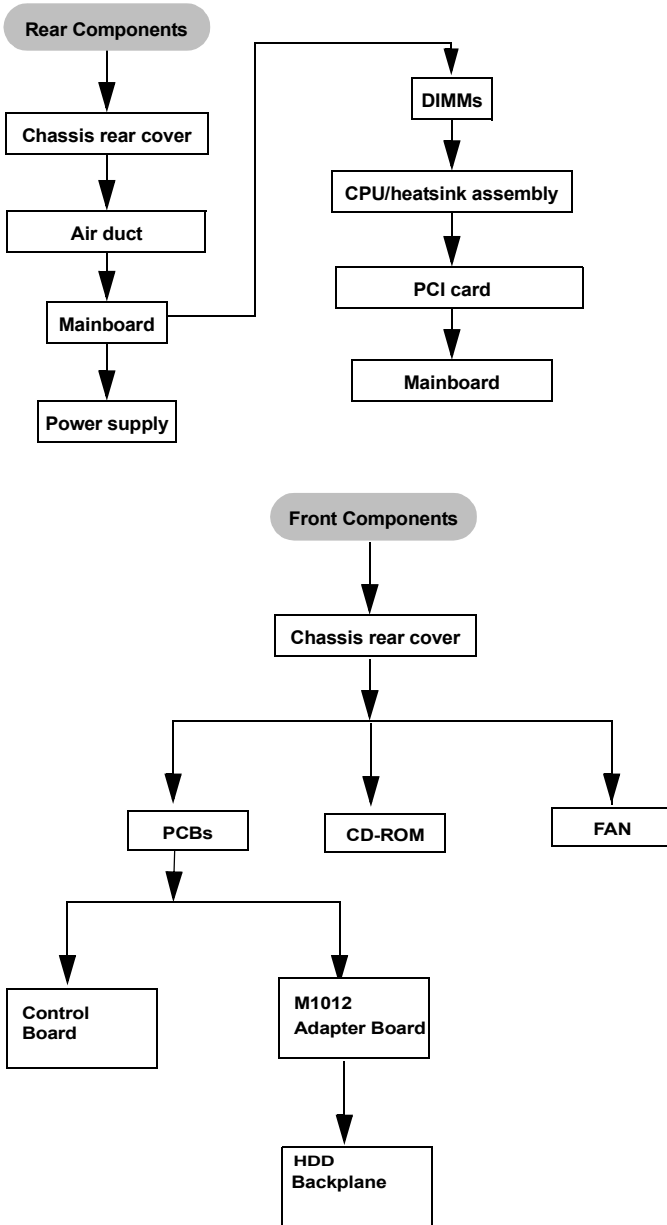 Rear Components
Chassis rear cover
Air duct
Mainboard
Power supply
DIMMs
CPU/heatsink assembly
PCI card
Mainboard
Front Components
Chassis rear cover
PCBs
CD-ROM
FAN
Control
Board
M1012
Adapter Board
HDD
Backplane